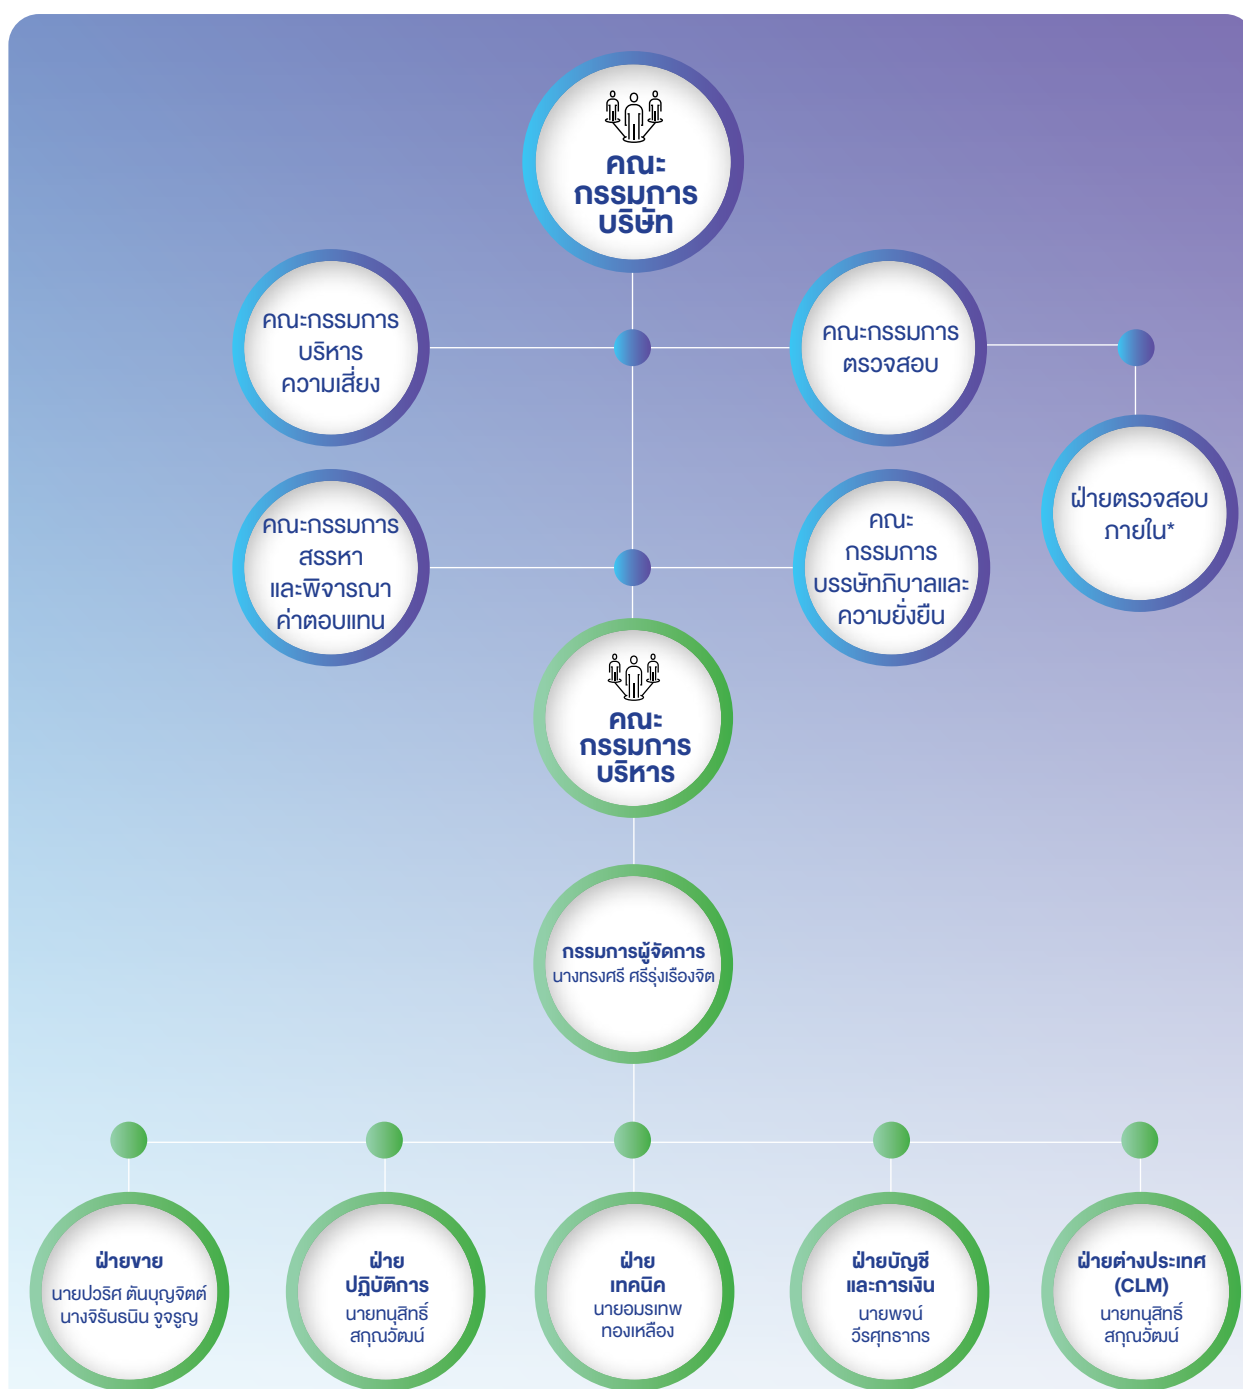 คณะ
กรรมการ
บริษัท
คณะกรรมการ
บริหาร
ความเสี่ยง
คณะกรรมการ
ตรวจสอบ
ฝ่ายตรวจสอบ
ภายใน*
คณะกรรมการ
สรรหา
และพิจารณา
ค่าตอบแทน
คณะ
กรรมการ
บรรษัทภิบาลและ
ความยั่งยืน
คณะ
กรรมการ
บริหาร
กรรมการผู้จัดการ
นางทรงศรี ศรีรุ่งเรืองจิต
ฝ่ายขาย
นายปวริศ ตันบุญจิตต์
นางจิรันธนิน จูจรูญ
ฝ่าย
ปฏิบัติการ
นายทนุสิทธิ์
สกุณวัฒน์
ฝ่าย
เทคนิค
นายอมรเทพ
ทองเหลือง
ฝ่ายบัญชี
และการเงิน
นายพจน์
วีรศุทธากร
ฝ่ายต่างประเทศ
(CLM)
นายทนุสิทธิ์
สกุณวัฒน์